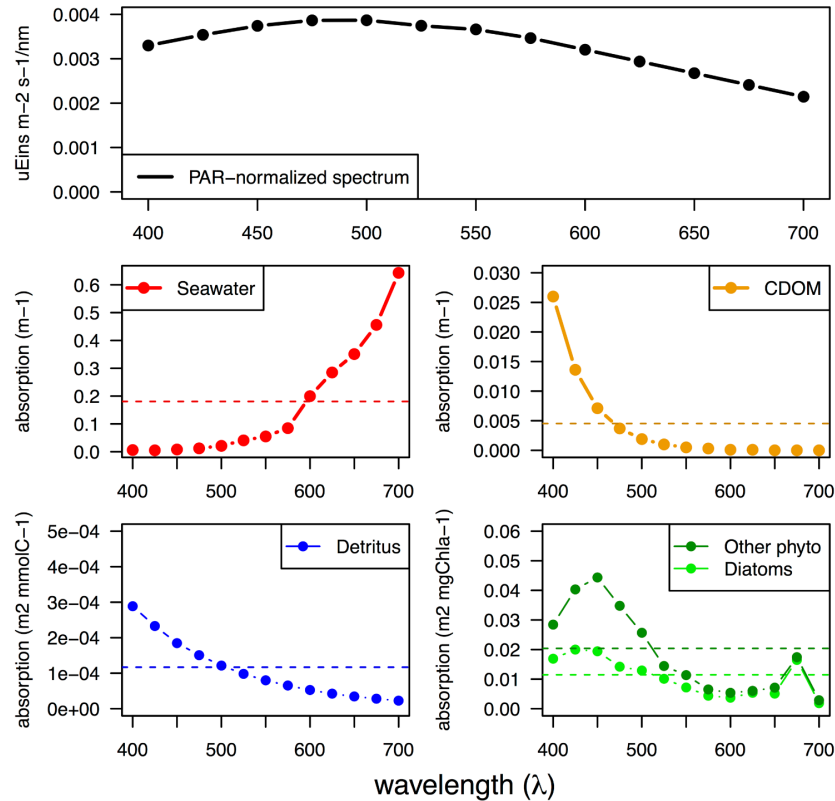 uEins m−2 s−1/nm
0.004
0.003
0.002
0.001
0.000
PAR−normalized spectrum
400 450 500 550 600 650 700
absorption (m−1)
0.6
0.5
0.4
0.3
0.2
0.1
0.0
Seawater
400 500 600 700
absorption (m−1)
0.030
0.025
0.020
0.015
0.010
0.005
0.000
CDOM
400 500 600 700
absorption (m2 mmolC−1)
5e−04
4e−04
3e−04
2e−04
1e−04
0e+00
Detritus
400 500 600 700
absorption (m2 mgChla−1)
0.06
0.05
0.04
0.03
0.02
0.01
0.00
Other phyto
Diatoms
400 500 600 700
wavelength (λ)